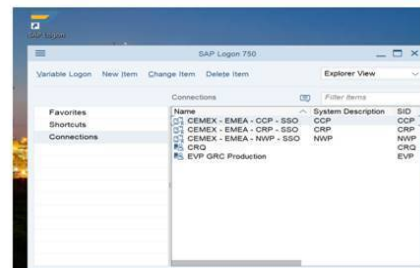 SAP Logon
SAP Logon 750
Variable Logon New Item Change Item Delete Item Explorer View
Connections Filter items
Favorites
Shortcuts
Connections
Name System Description SID
CEMEX - EMEA - CCP - SSO CCP CCP
CEMEX - EMEA - CRP - SSO CRP CRP
CEMEX - EMEA - NWP - SSO NWP NWP
CRQ CRQ
EVP GRC Production EVP